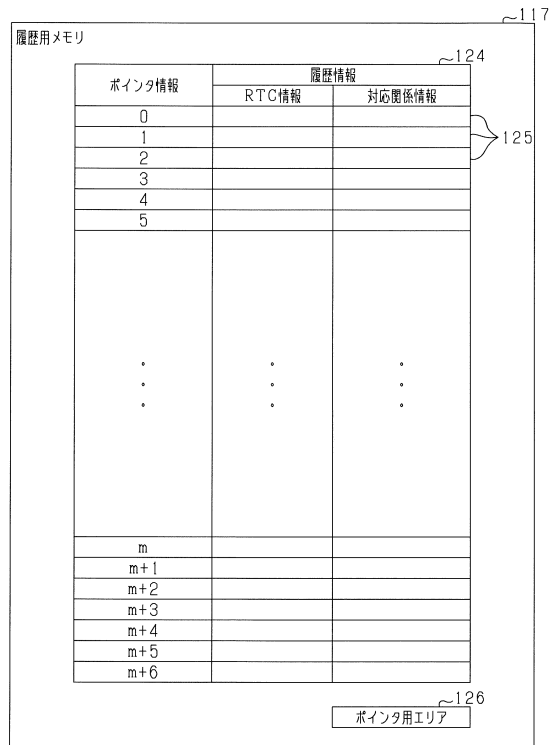 117
履歴用メモリ
124
ポインタ情報 履歴情報
RTC情報 対応関係情報
0
1
125
2
3
4
5
m
m+1
m+2
m+3
m+4
m+5
m+6
126
ポインタ用エリア